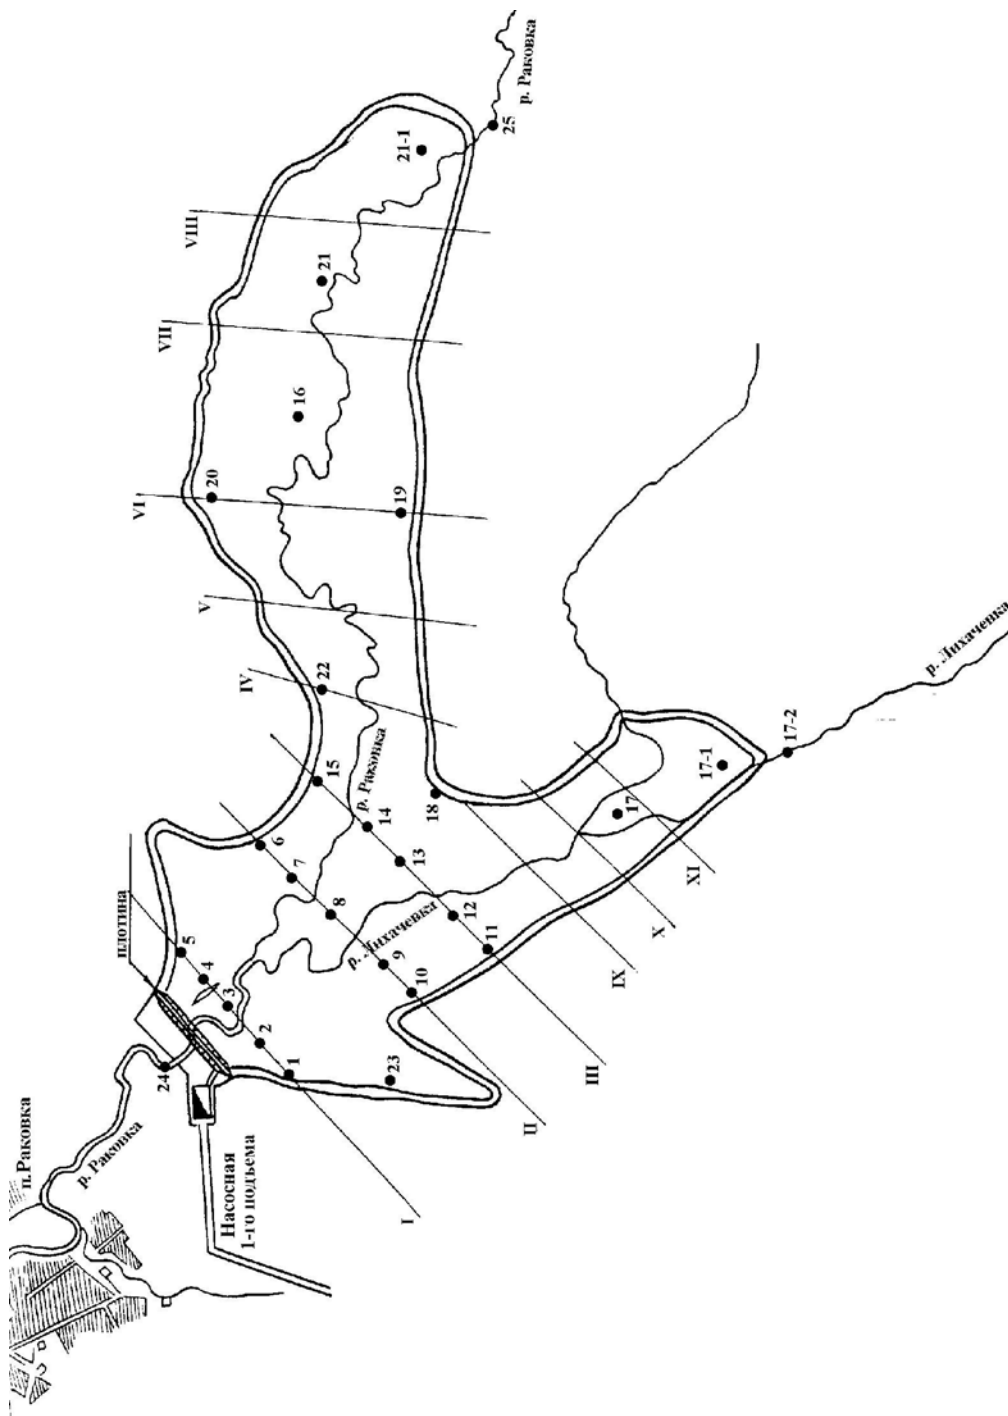 р. Раковка
25
21-1
VIII
21
VII
16
20
VI
19
V
22
IV
р. Лихачевка
17-2
17-1
15
р. Раковка
14
18
17
6
7
13
XI
8
12
X
плотина
р. Лихачевка
11
5
4
9
IX
3
10
2
24
1
23
III
II
п.Раковка
р. Раковка
Насосная
1-го подъема
I